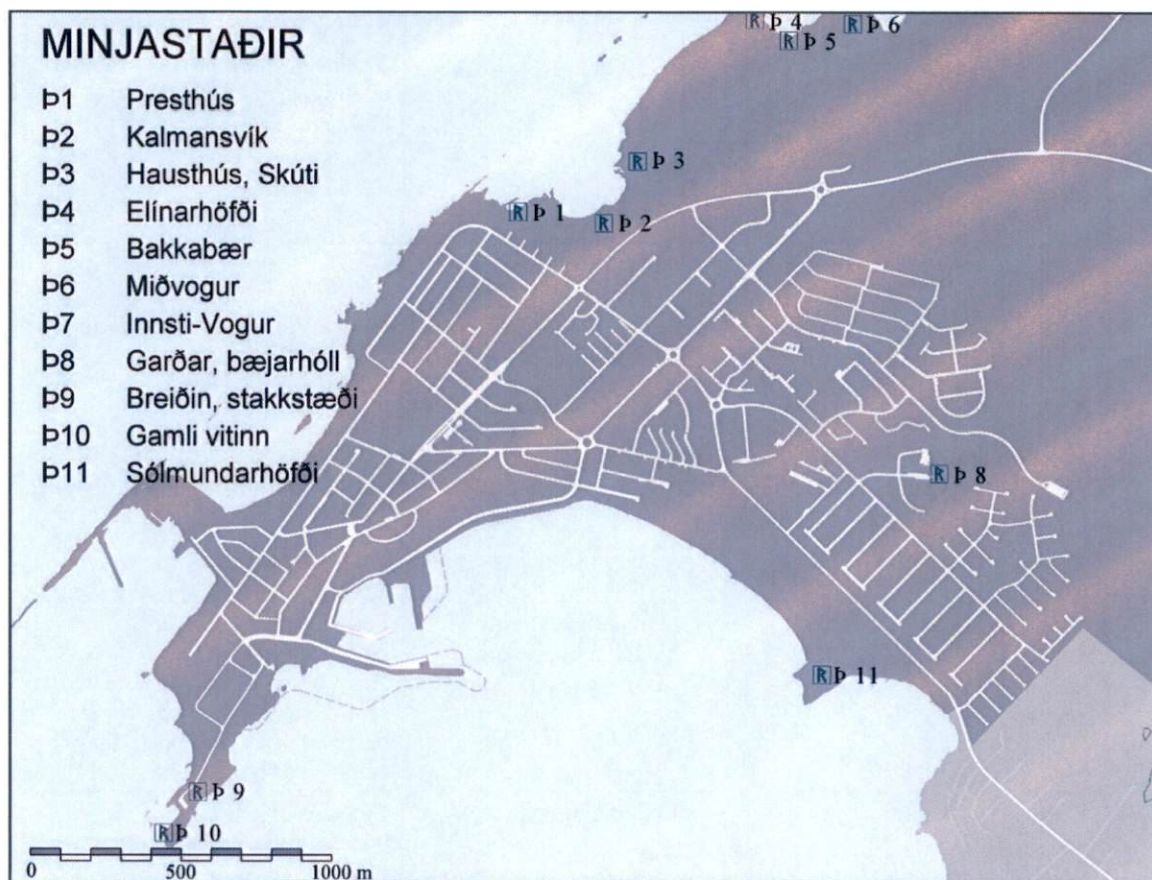 MINJASTAÐIR
Þ1 Presthús
Þ2 Kalmansvík
Þ3 Hausthús, Skúti
Þ4 Elínarhöfði
Þ5 Bakkabær
Þ6 Miðvogur
Þ7 Innsti-Vogur
Þ8 Garðar, bæjarhóll
Þ9 Breiðin, stakkstæði
Þ10 Gamli vitinn
Þ11 Sólmundarhöfði
R Þ 4
R Þ 6
R Þ 5
R Þ 3
R Þ 1
R Þ 2
R Þ 8
R Þ 11
R Þ 9
R Þ 10
0 500 1000 m